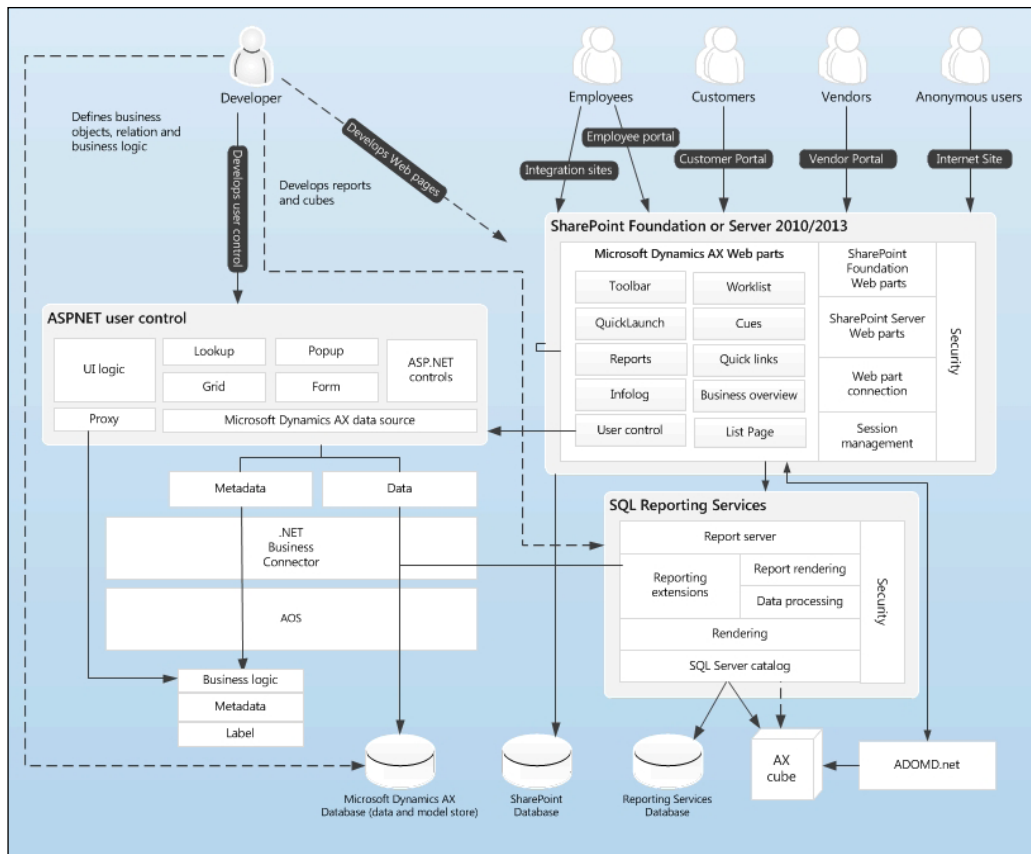 Developer
Employees
Customers
Vendors
Anonymous users
Defines business
objects, relation and
business logic
Develops user control
Develops reports
and cubes
Develops Web pages
Employee portal
Integration sites
Customer Portal
Vendor Portal
Internet Site
SharePoint Foundation or Server 2010/2013
Microsoft Dynamics AX Web parts
Toolbar
Worklist
QuickLaunch
Cues
Reports
Quick links
Infolog
Business overview
User control
List Page
SharePoint
Foundation
Web parts
SharePoint Server
Web parts
Web part
connection
Session
management
Security
ASPNET user control
UI logic
Lookup
Popup
Grid
Form
ASP.NET
controls
Proxy
Microsoft Dynamics AX data source
Metadata
Data
.NET
Business
Connector
AOS
Business logic
Metadata
Label
SQL Reporting Services
Report server
Reporting
extensions
Report rendering
Data processing
Rendering
SQL Server catalog
Security
Microsoft Dynamics AX
Database (data and model store)
SharePoint
Database
Reporting Services
Database
AX
cube
ADOMD.net